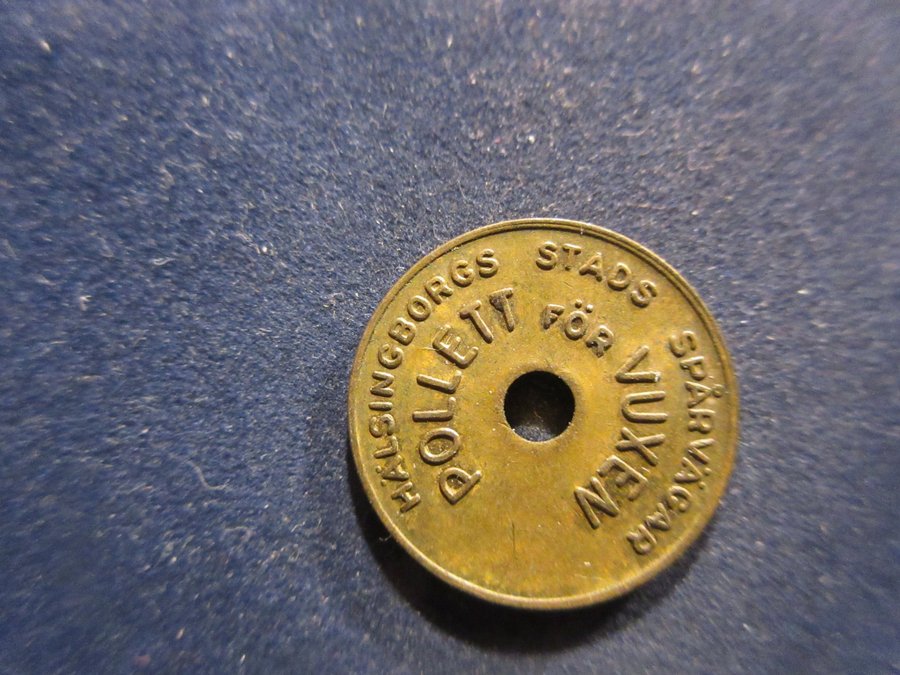 HÄLSINGBORGS STADS SPÅRVÄGAR
POLLETT FÖR VUXEN